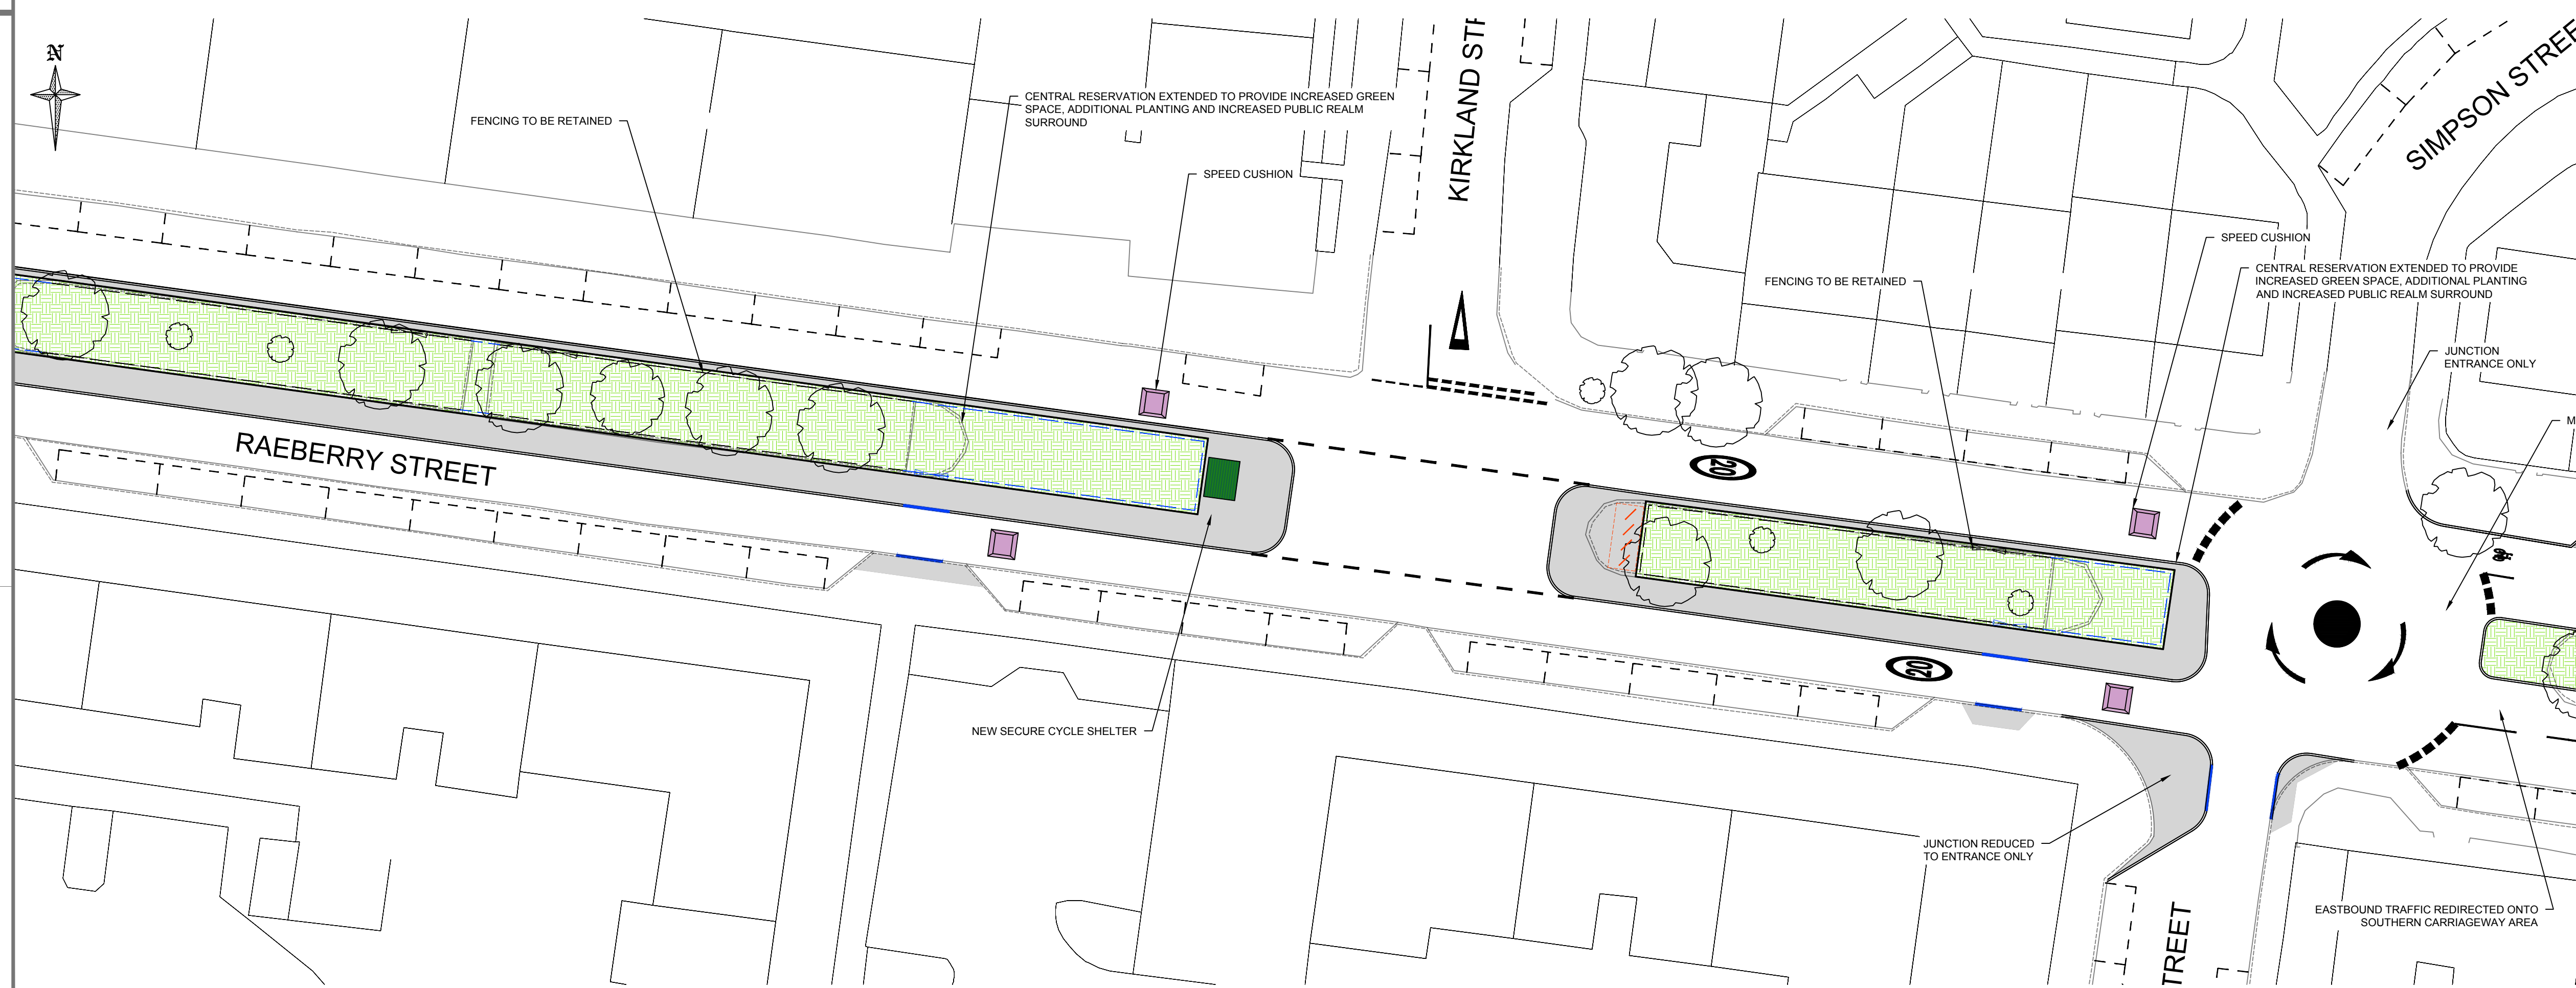 N
KIRKLAND STR
SIMPSON STREE
CENTRAL RESERVATION EXTENDED TO PROVIDE INCREASED GREEN
SPACE, ADDITIONAL PLANTING AND INCREASED PUBLIC REALM
SURROUND
FENCING TO BE RETAINED
SPEED CUSHION
SPEED CUSHION
CENTRAL RESERVATION EXTENDED TO PROVIDE
INCREASED GREEN SPACE, ADDITIONAL PLANTING
AND INCREASED PUBLIC REALM SURROUND
FENCING TO BE RETAINED
JUNCTION
ENTRANCE ONLY
M
RAEBERRY STREET
20
20
NEW SECURE CYCLE SHELTER
JUNCTION REDUCED
TO ENTRANCE ONLY
EASTBOUND TRAFFIC REDIRECTED ONTO
SOUTHERN CARRIAGEWAY AREA
TREET